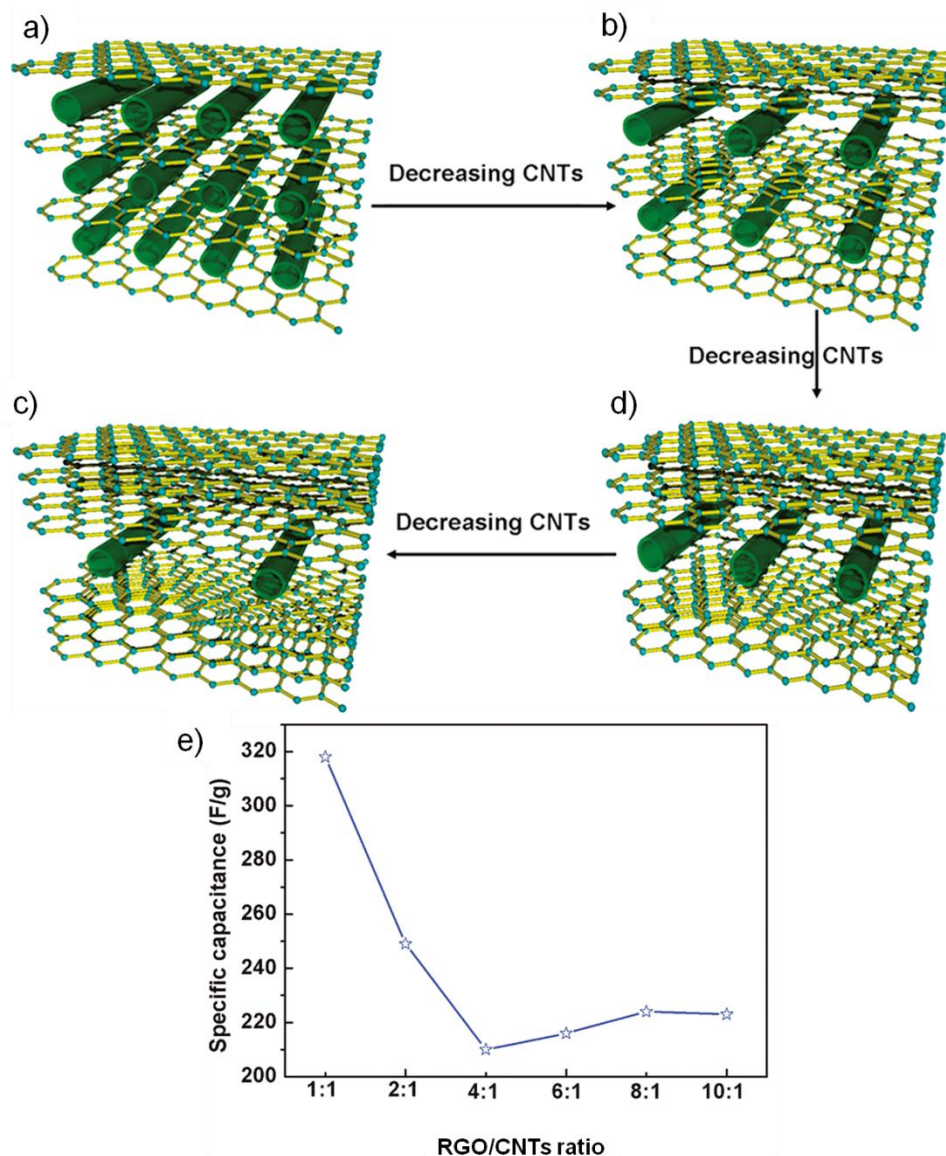 a)
b)
Decreasing CNTs
Decreasing CNTs
c)
d)
Decreasing CNTs
e)
Specific capacitance (F/g)
320
300
280
260
240
220
200
1:1 2:1 4:1 6:1 8:1 10:1
RGO/CNTs ratio